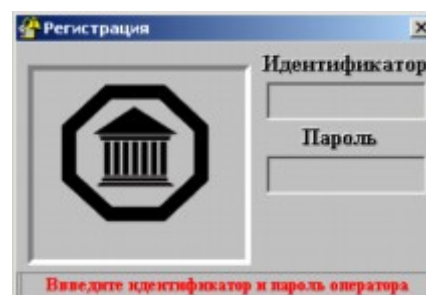 Регистрация
Идентификатор
Пароль
Введите идентификатор и пароль оператора